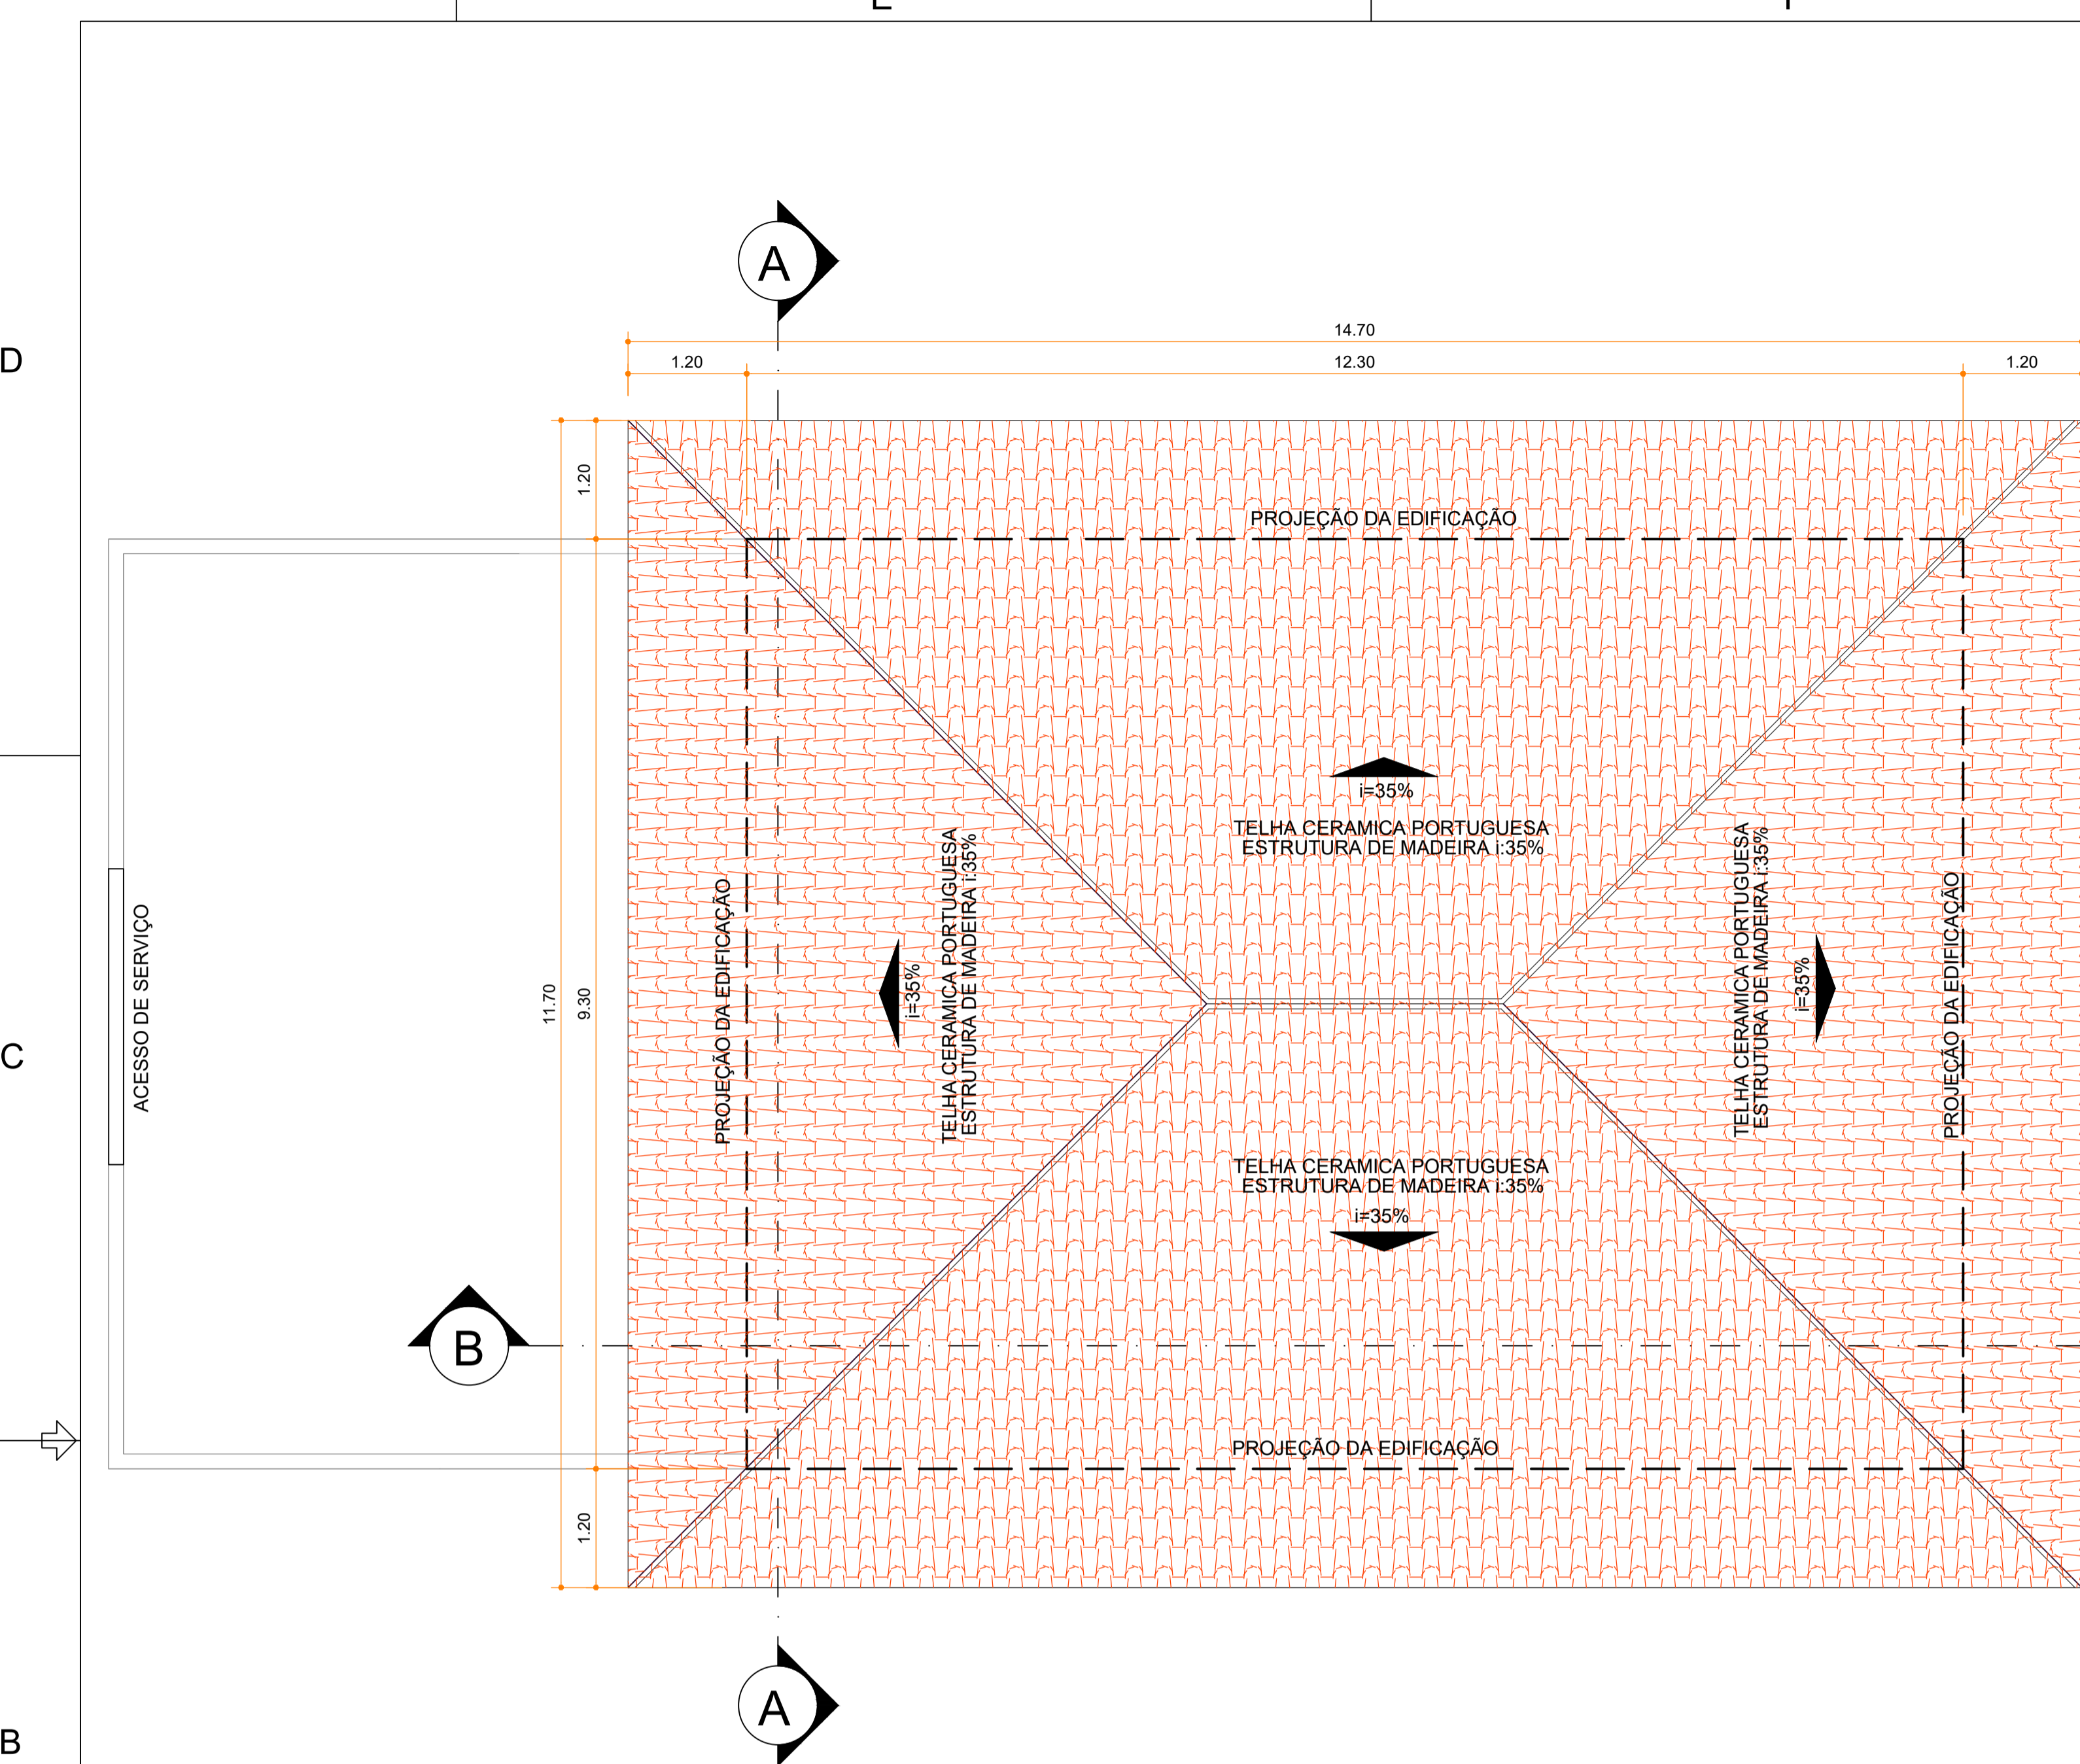 A
D
14.70
1.20
12.30
1.20
1.20
PROJEÇÃO DA EDIFICAÇÃO
i=35%
TELHA CERAMICA PORTUGUESA
ESTRUTURA DE MADEIRA i:35%
ACESSO DE SERVIÇO
11.70
9.30
PROJEÇÃO DA EDIFICAÇÃO
i=35%
TELHA CERAMICA PORTUGUESA
ESTRUTURA DE MADEIRA i:35%
TELHA CERAMICA PORTUGUESA
ESTRUTURA DE MADEIRA i:35%
i=35%
PROJEÇÃO DA EDIFICAÇÃO
C
TELHA CERAMICA PORTUGUESA
ESTRUTURA DE MADEIRA i:35%
i=35%
B
PROJEÇÃO DA EDIFICAÇÃO
1.20
A
B